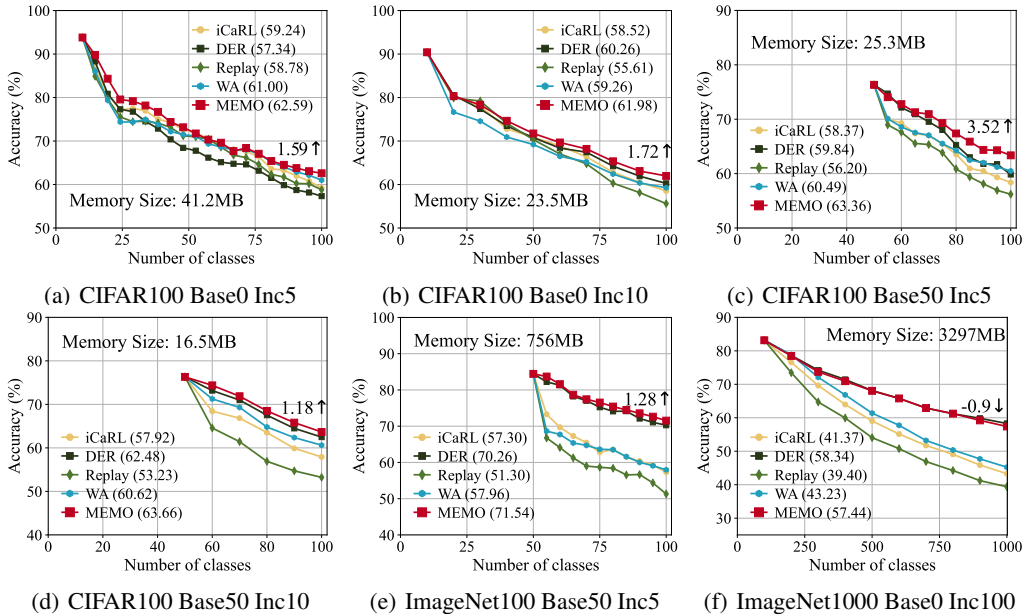 100
90
80
70
60
50
Accuracy (%)
iCaRL (59.24)
DER (57.34)
Replay (58.78)
WA (61.00)
MEMO (62.59)
1.59↑
Memory Size: 41.2MB
0 25 50 75 100
Number of classes
(a) CIFAR100 Base0 Inc5
100
90
80
70
60
50
Accuracy (%)
iCaRL (58.52)
DER (60.26)
Replay (55.61)
WA (59.26)
MEMO (61.98)
1.72↑
Memory Size: 23.5MB
0 25 50 75 100
Number of classes
(b) CIFAR100 Base0 Inc10
90
80
70
60
50
Accuracy (%)
Memory Size: 25.3MB
3.52↑
iCaRL (58.37)
DER (59.84)
Replay (56.20)
WA (60.49)
MEMO (63.36)
0 20 40 60 80 100
Number of classes
(c) CIFAR100 Base50 Inc5
90
80
70
60
50
40
Accuracy (%)
Memory Size: 16.5MB
1.18↑
iCaRL (57.92)
DER (62.48)
Replay (53.23)
WA (60.62)
MEMO (63.66)
0 20 40 60 80 100
Number of classes
(d) CIFAR100 Base50 Inc10
100
90
80
70
60
50
40
Accuracy (%)
Memory Size: 756MB
1.28↑
iCaRL (57.30)
DER (70.26)
Replay (51.30)
WA (57.96)
MEMO (71.54)
0 25 50 75 100
Number of classes
(e) ImageNet100 Base50 Inc5
90
80
70
60
50
40
30
Accuracy (%)
Memory Size: 3297MB
-0.9↓
iCaRL (41.37)
DER (58.34)
Replay (39.40)
WA (43.23)
MEMO (57.44)
0 250 500 750 1000
Number of classes
(f) ImageNet1000 Base0 Inc100